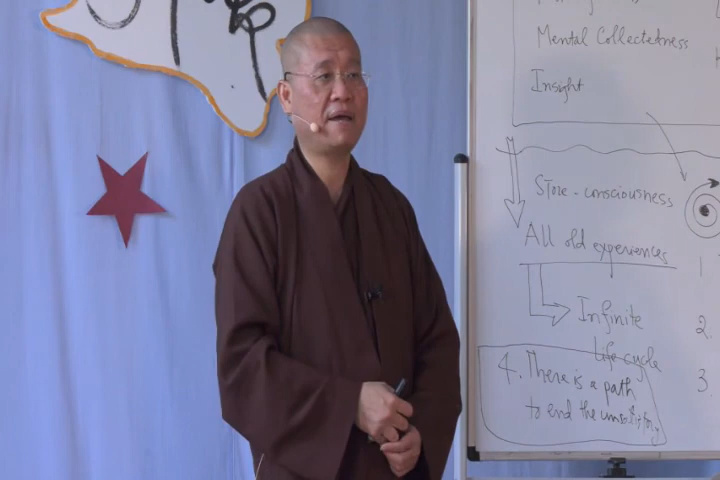 Mental Collectedness
Insight
Store-consciousness
All old experiences
Infinite
Life cycle
4. There is a path
to end the unsatisfory
1
2.
3.